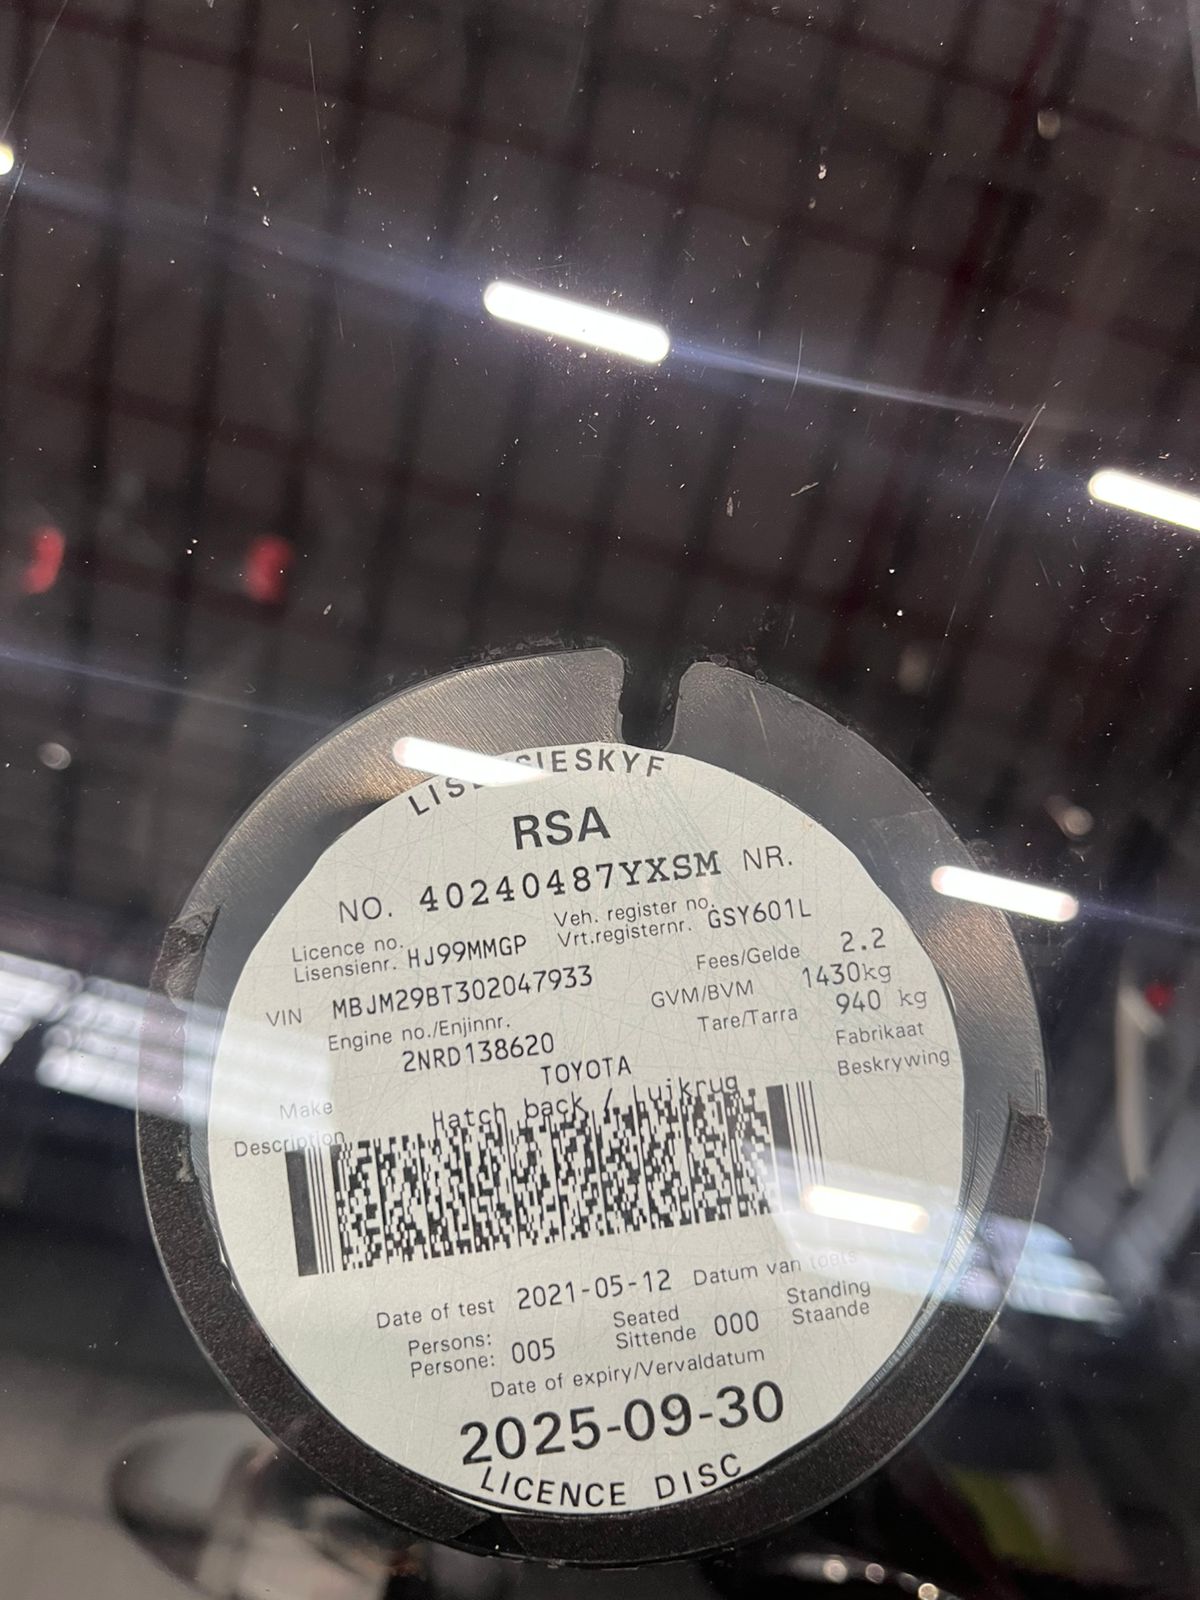 LIS SIESKYF
RSA
NO. 40240487YXSM NR.
Licence no. Lisensienr. HJ99MMGP Veh. register no. Vrt.registernr. GSY601L
VIN MBJM29BT302047933 Fees/Gelde 2.2
Engine no./Enjinnr. 2NRD138620 GVM/BVM 1430kg
Tare/Tarra 940 kg
Make TOYOTA Fabrikaat
Description Hatch back / Luikrug Beskrywing
Date of test 2021-05-12 Datum van toets
Persons: Persone: 005 Seated Sittende 000 Standing Staande
Date of expiry/Vervaldatum
2025-09-30
LICENCE DISC